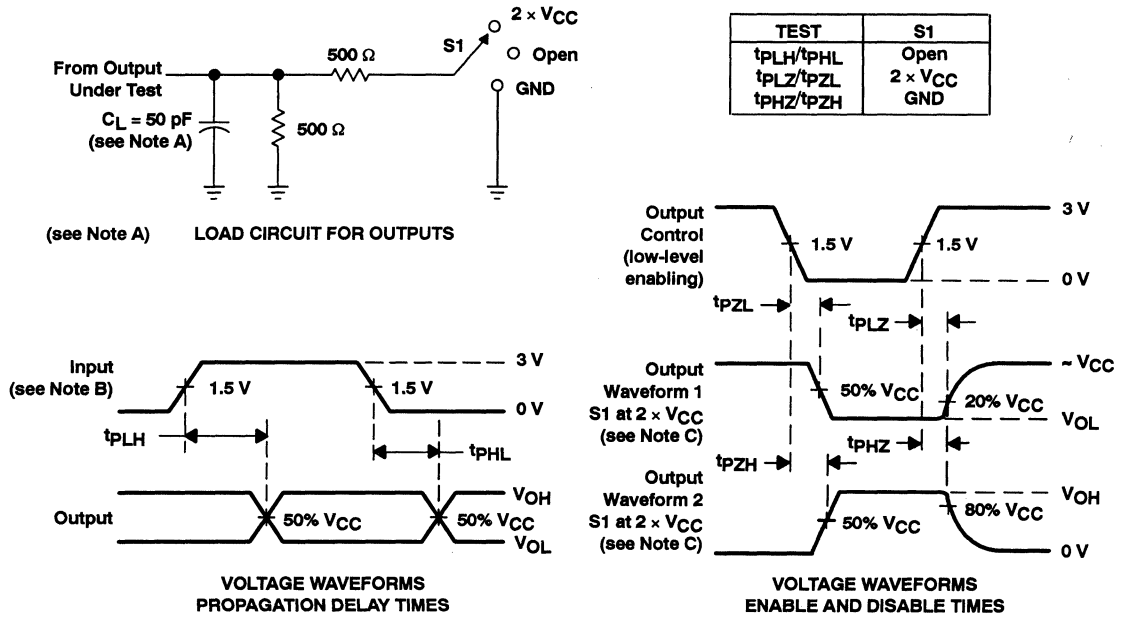 2 × VCC
S1
Open
500 Ω
From Output
Under Test
GND
CL = 50 pF
(see Note A)
500 Ω
(see Note A)
LOAD CIRCUIT FOR OUTPUTS
TEST S1
tPLH/tPHL Open
tPLZ/tPZL 2 × VCC
tPHZ/tPZH GND
Input
(see Note B)
3 V
1.5 V
1.5 V
0 V
tPLH
tPHL
Output
VOH
50% VCC
50% VCC
VOL
VOLTAGE WAVEFORMS
PROPAGATION DELAY TIMES
Output
Control
(low-level
enabling)
3 V
1.5 V
1.5 V
0 V
tPZL
tPLZ
Output
Waveform 1
S1 at 2 × VCC
(see Note C)
~ VCC
50% VCC
20% VCC
VOL
tPHZ
tPZH
Output
Waveform 2
S1 at 2 × VCC
(see Note C)
VOH
50% VCC
80% VCC
0 V
VOLTAGE WAVEFORMS
ENABLE AND DISABLE TIMES